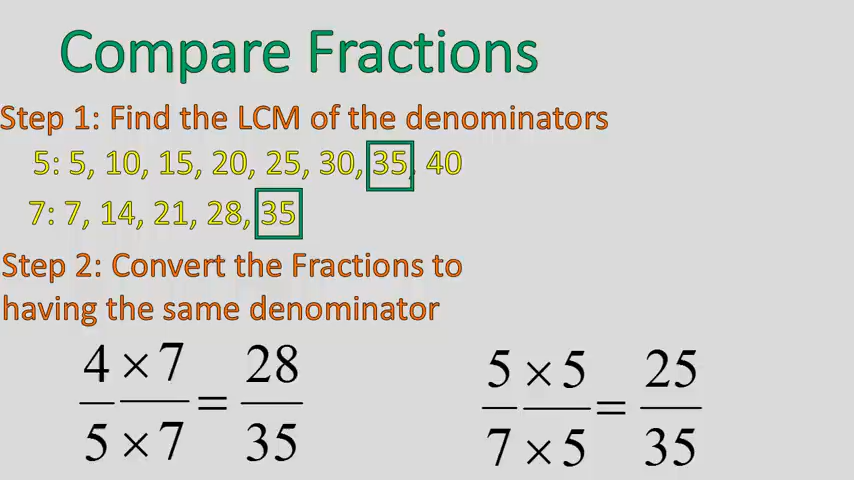 Compare Fractions
Step 1: Find the LCM of the denominators
5: 5, 10, 15, 20, 25, 30, 35, 40
7: 7, 14, 21, 28, 35
Step 2: Convert the Fractions to
having the same denominator
4 × 7 28 5 × 5 25
= =
5 × 7 35 7 × 5 35